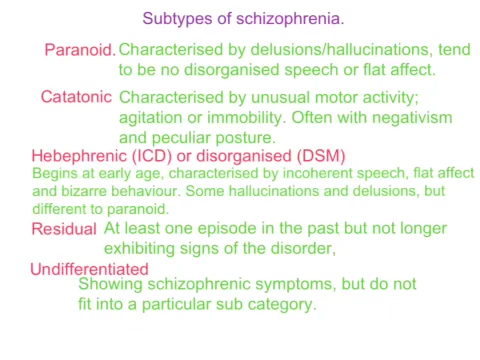 Subtypes of schizophrenia.
Paranoid. Characterised by delusions/hallucinations, tend
to be no disorganised speech or flat affect.
Catatonic Characterised by unusual motor activity;
agitation or immobility. Often with negativism
and peculiar posture.
Hebephrenic (ICD) or disorganised (DSM)
Begins at early age, characterised by incoherent speech, flat affect
and bizarre behaviour. Some hallucinations and delusions, but
different to paranoid.
Residual At least one episode in the past but not longer
exhibiting signs of the disorder,
Undifferentiated
Showing schizophrenic symptoms, but do not
fit into a particular sub category.